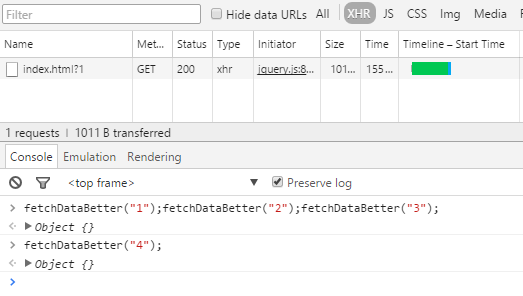 Filter Hide data URLs All XHR JS CSS Img Media
Name Met... Status Type Initiator Size Time Timeline – Start Time
index.html?1 GET 200 xhr jquery.js:8... 101... 155...
1 requests | 1011 B transferred
Console Emulation Rendering
<top frame> ▼ Preserve log
> fetchDataBetter("1");fetchDataBetter("2");fetchDataBetter("3");
< ▶ Object {}
> fetchDataBetter("4");
< ▶ Object {}
>